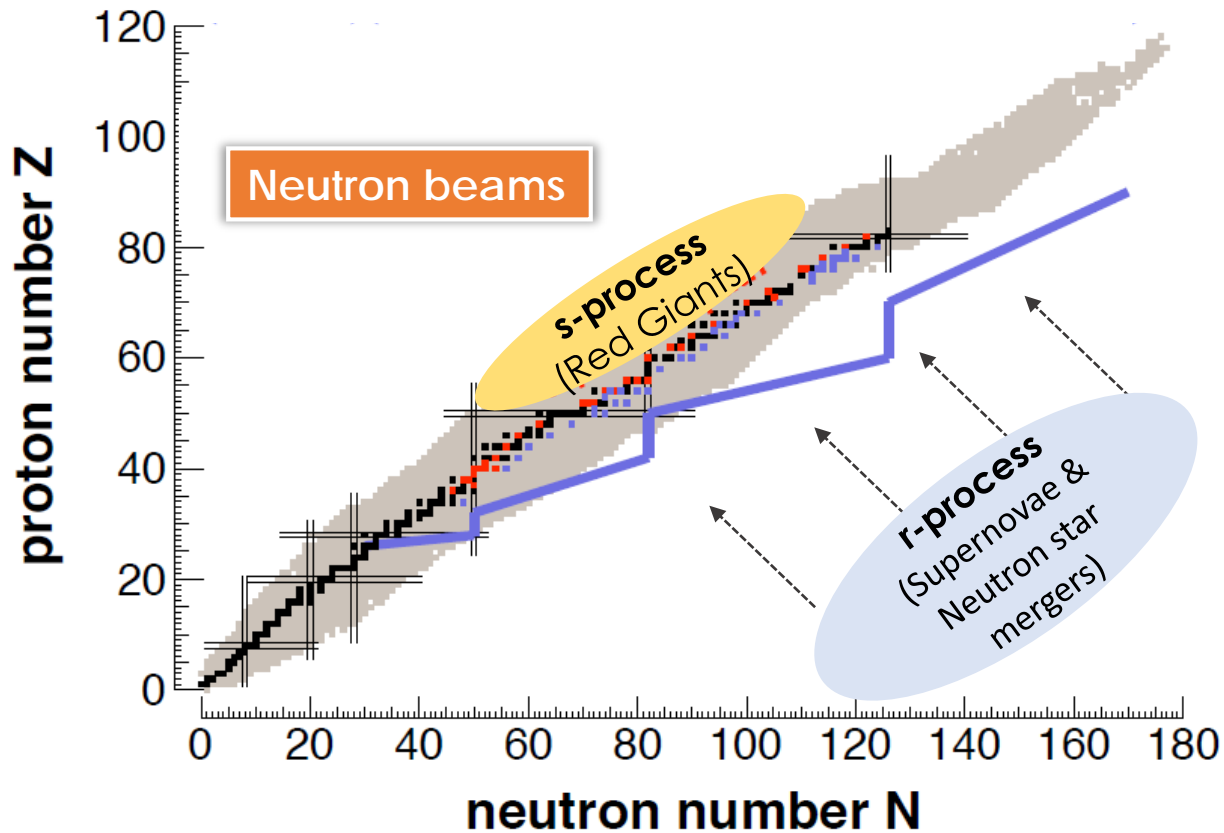 120
100
80
60
40
20
0
proton number Z
Neutron beams
s-process
(Red Giants)
r-process
(Supernovae &
Neutron star
mergers)
0 20 40 60 80 100 120 140 160 180
neutron number N